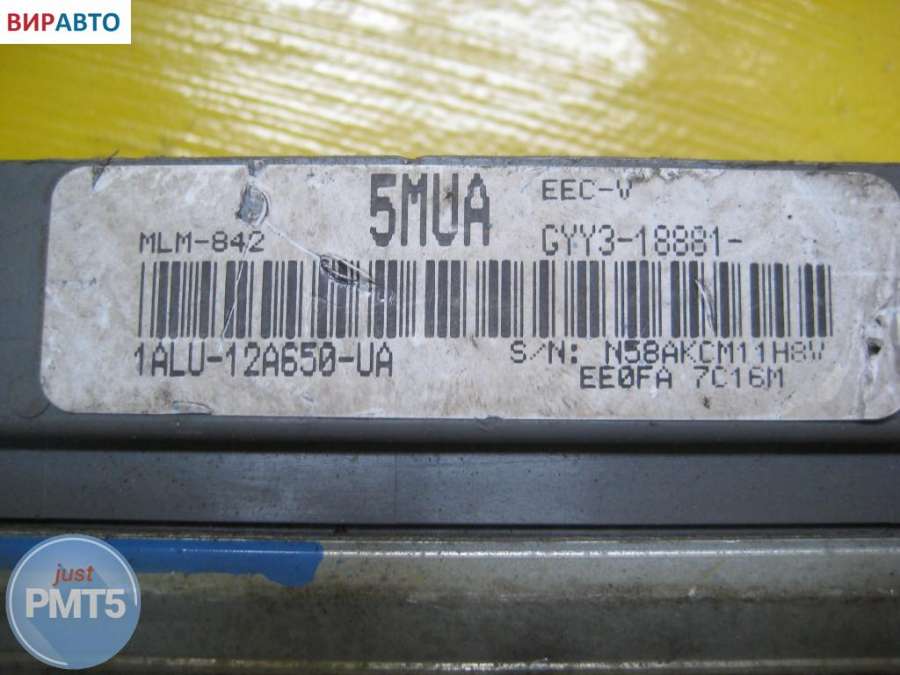 ВИРАВТО
5MUA
EEC-V
MLM-842
GYY3-18881-
1ALU-12A650-UA
S/N: N58AKCM11H8W
EE0FA 7C16M
just
PMT5